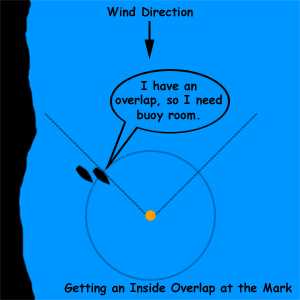 Wind Direction
I have an
overlap, so I need
buoy room.
Getting an Inside Overlap at the Mark